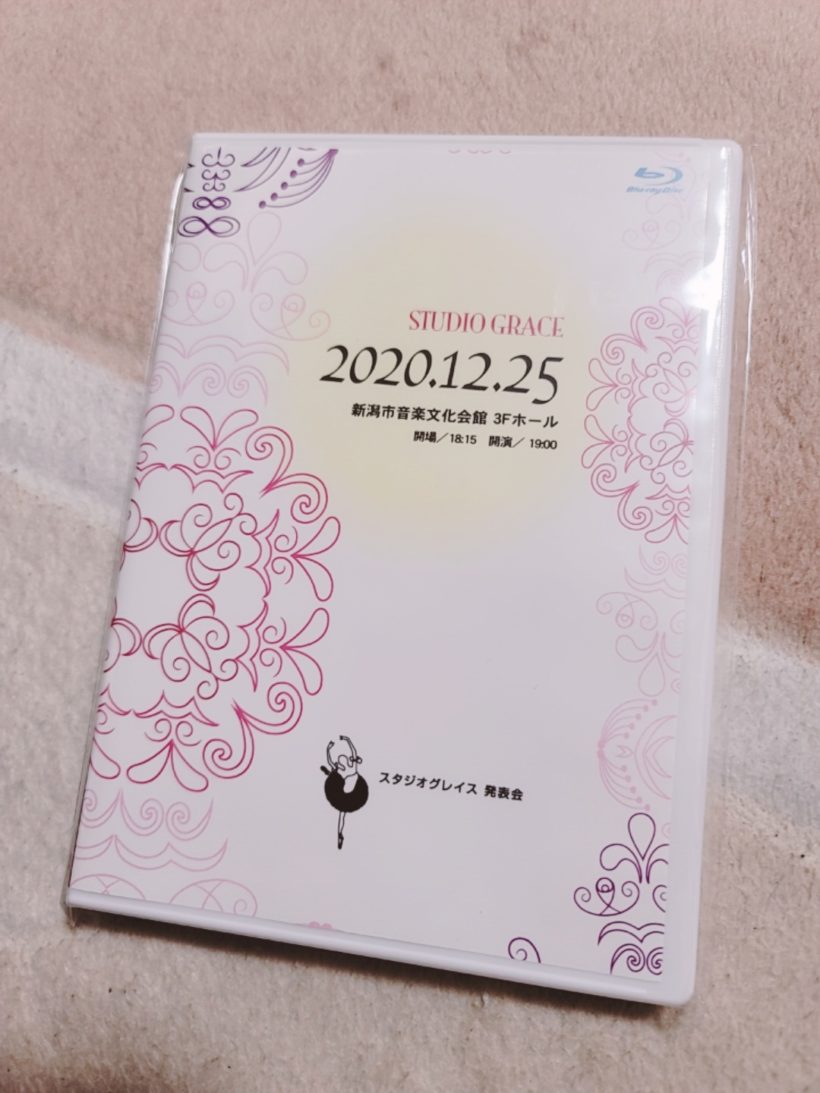 Blu-ray Disc
STUDIO GRACE
2020.12.25
新潟市音楽文化会館 3Fホール
開場／18:15 開演／19:00
スタジオグレイス 発表会